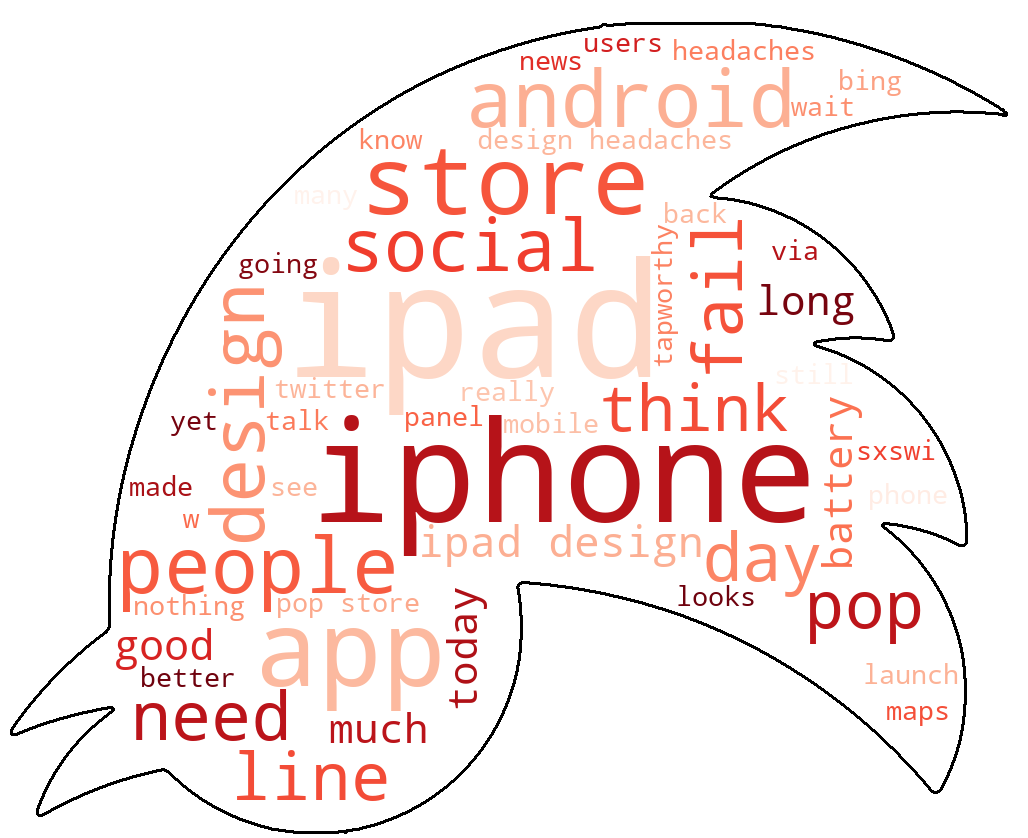 users
news
headaches
bing
android
wait
know
design headaches
store
many
back
social
tapworthy
fail
via
going
long
ipad
design
still
twitter
really
think
yet
talk
panel
mobile
battery
sxswi
iphone
made
see
phone
w
ipad design
day
people
looks
pop
nothing
pop store
today
good
app
better
launch
maps
need
much
line